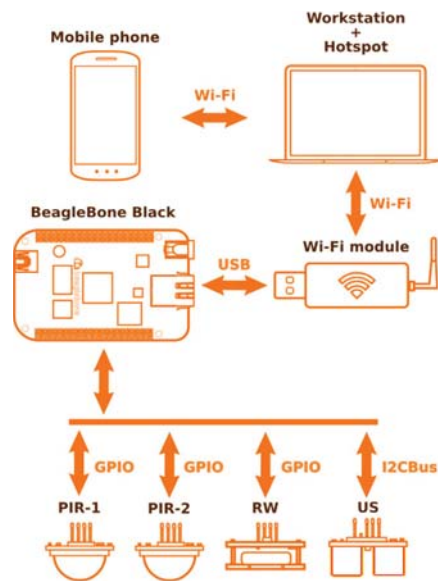 Workstation
+
Hotspot
Mobile phone
Wi-Fi
Wi-Fi
BeagleBone Black
Wi-Fi module
USB
GPIO
GPIO
GPIO
I2CBus
PIR-1
PIR-2
RW
US